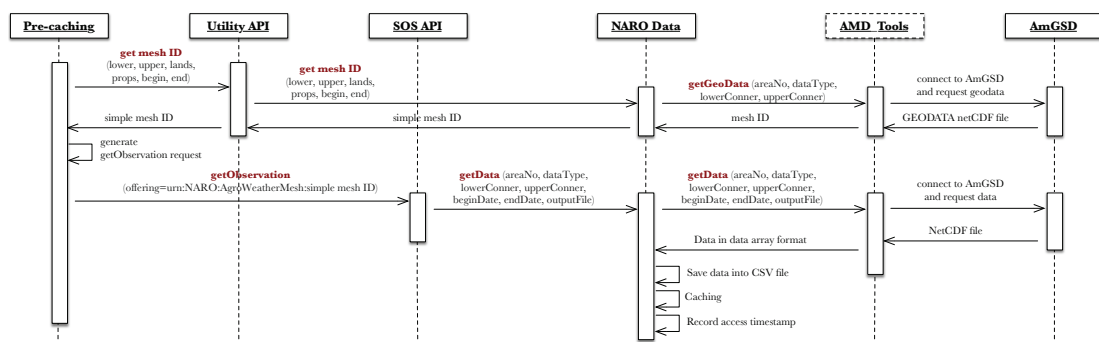 Pre-caching
Utility API
SOS API
NARO Data
AMD_Tools
AmGSD
get mesh ID
(lower, upper, lands,
props, begin, end)
get mesh ID
(lower, upper, lands,
props, begin, end)
getGeoData (areaNo, dataType,
lowerConner, upperConner)
connect to AmGSD
and request geodata
simple mesh ID
simple mesh ID
mesh ID
GEODATA netCDF file
generate
getObservation request
getObservation
(offering=urn:NARO:AgroWeatherMesh:simple mesh ID)
getData (areaNo, dataType,
lowerConner, upperConner,
beginDate, endDate, outputFile)
getData (areaNo, dataType,
lowerConner, upperConner,
beginDate, endDate, outputFile)
connect to AmGSD
and request data
NetCDF file
Data in data array format
Save data into CSV file
Caching
Record access timestamp